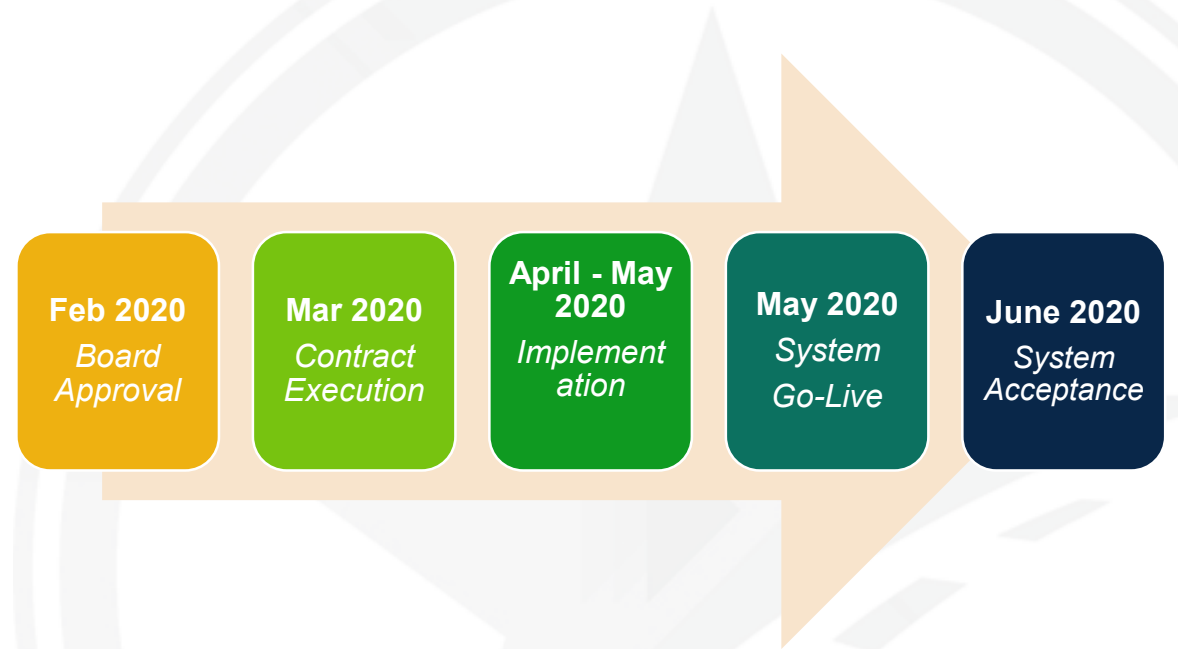 Feb 2020
Board
Approval
Mar 2020
Contract
Execution
April - May
2020
Implement
ation
May 2020
System
Go-Live
June 2020
System
Acceptance